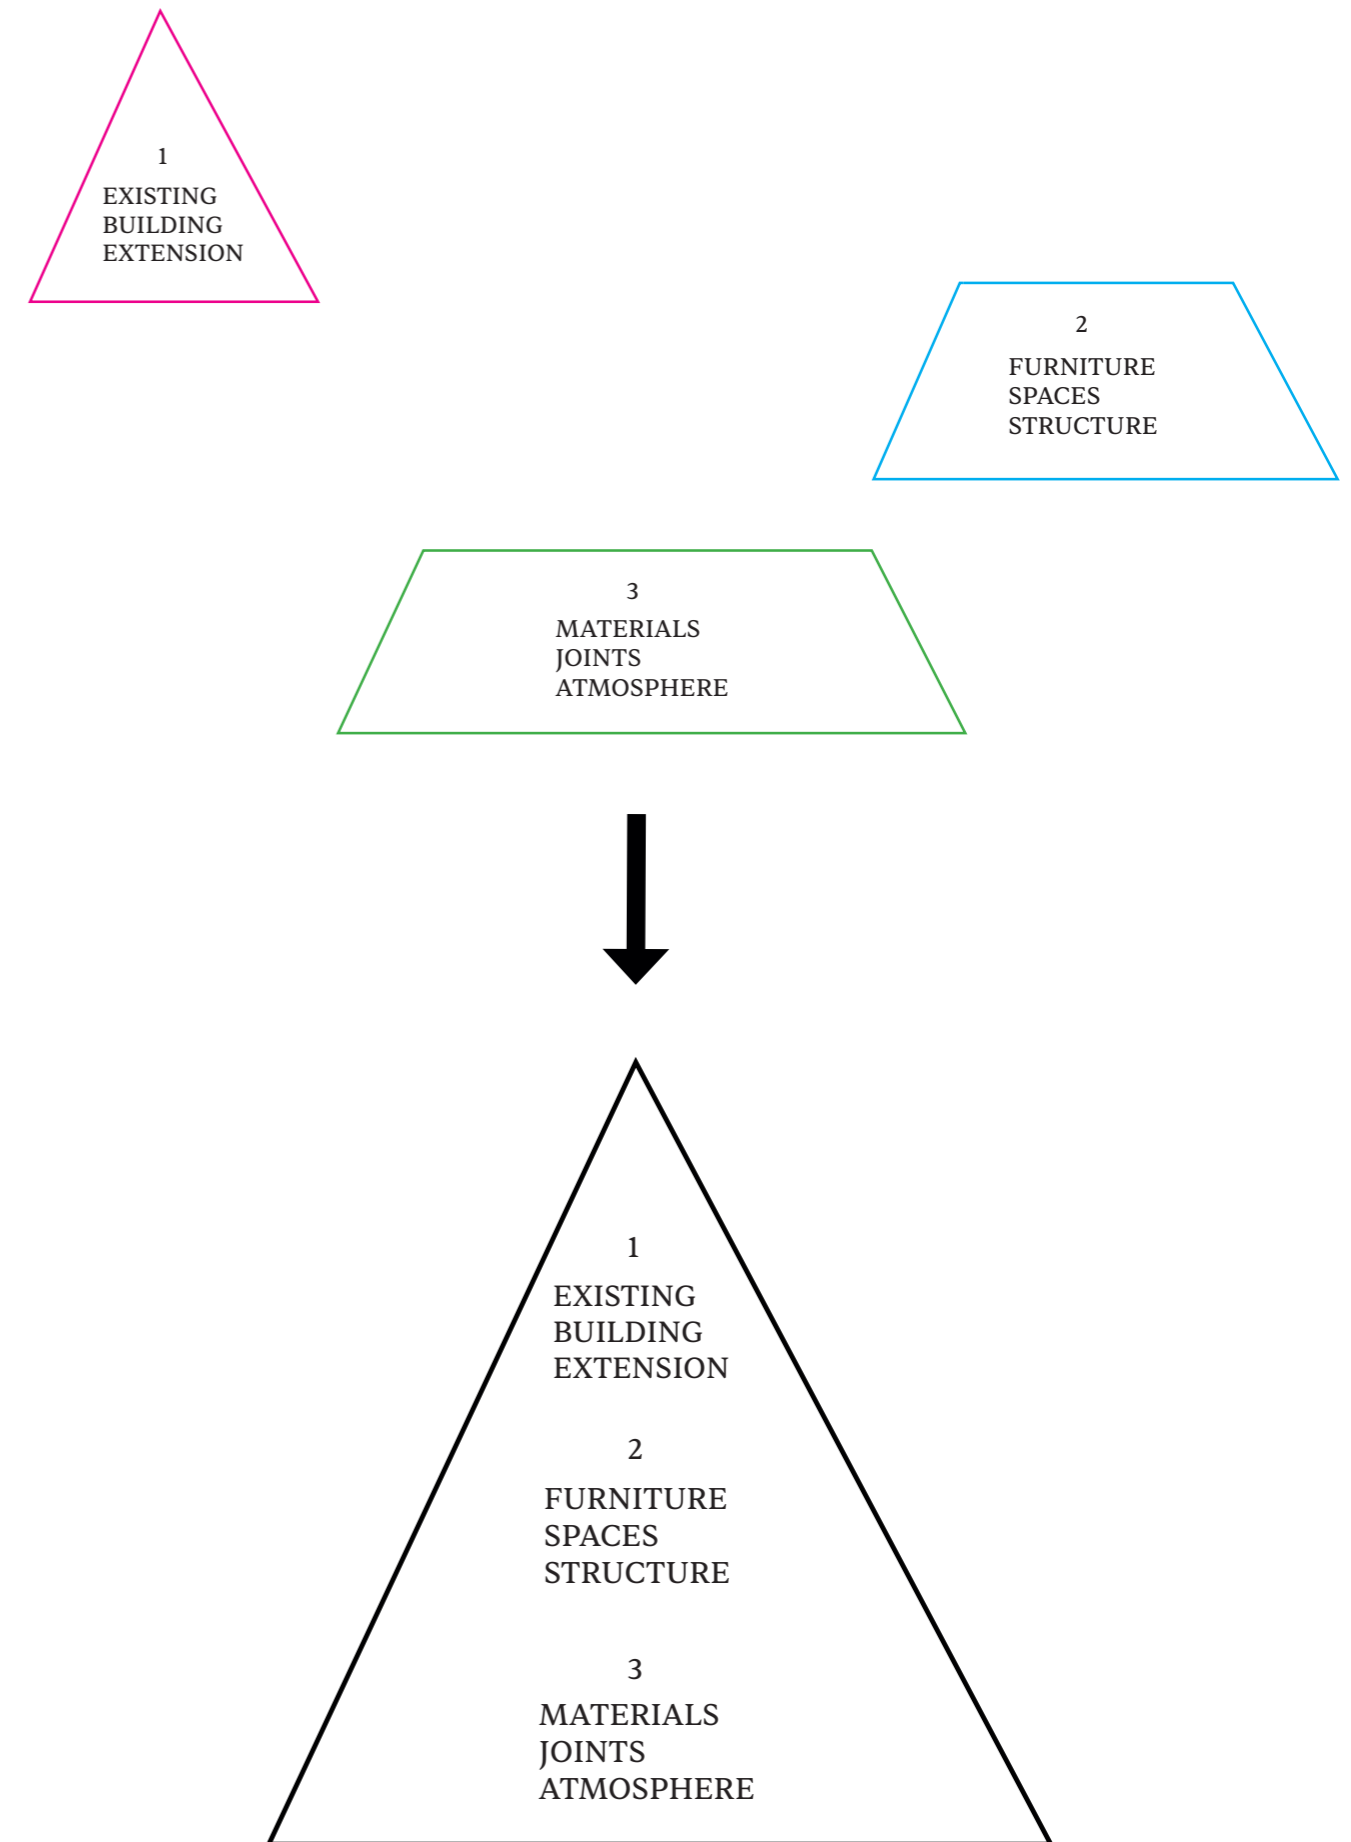 1
EXISTING
BUILDING
EXTENSION
2
FURNITURE
SPACES
STRUCTURE
3
MATERIALS
JOINTS
ATMOSPHERE
1
EXISTING
BUILDING
EXTENSION
2
FURNITURE
SPACES
STRUCTURE
3
MATERIALS
JOINTS
ATMOSPHERE